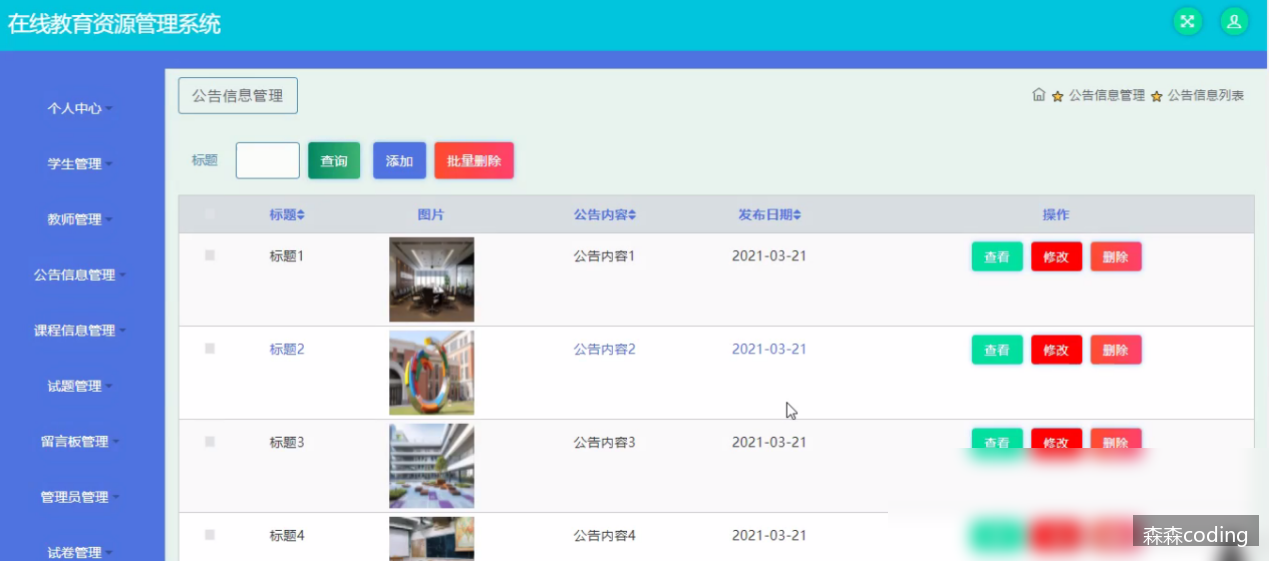 在线教育资源管理系统
个人中心
学生管理
教师管理
公告信息管理
课程信息管理
试题管理
留言板管理
管理员管理
试卷管理
公告信息管理
公告信息管理 公告信息列表
标题 查询 添加 批量删除
标题 图片 公告内容 发布日期 操作
标题1 公告内容1 2021-03-21 查看 修改 删除
标题2 公告内容2 2021-03-21 查看 修改 删除
标题3 公告内容3 2021-03-21 查看 修改 删除
标题4 公告内容4 2021-03-21
森森coding